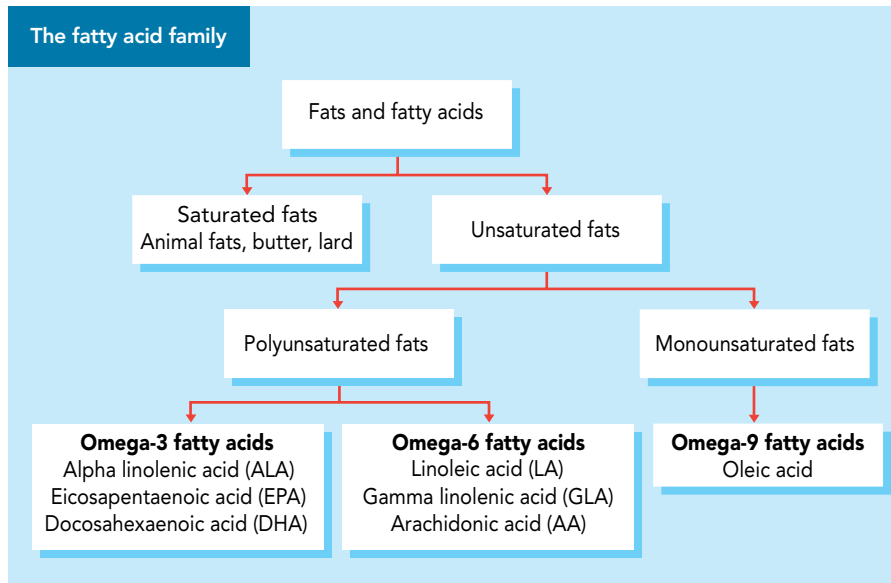 The fatty acid family
Fats and fatty acids
Saturated fats
Animal fats, butter, lard
Unsaturated fats
Polyunsaturated fats
Monounsaturated fats
Omega-3 fatty acids
Alpha linolenic acid (ALA)
Eicosapentaenoic acid (EPA)
Docosahexaenoic acid (DHA)
Omega-6 fatty acids
Linoleic acid (LA)
Gamma linolenic acid (GLA)
Arachidonic acid (AA)
Omega-9 fatty acids
Oleic acid